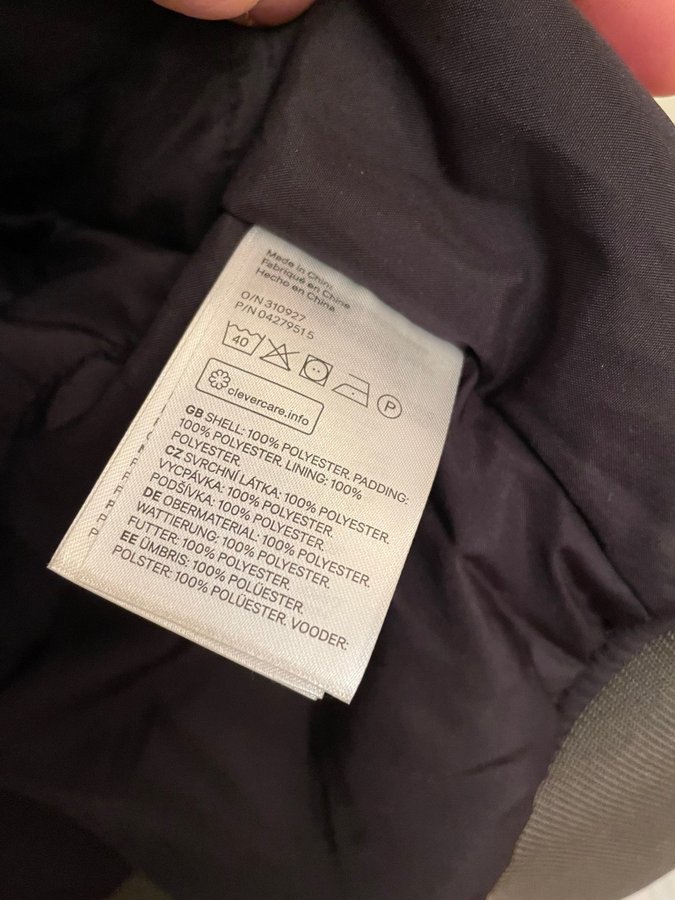 Made in China
Fabriqué en Chine
Hecho en China
O/N 310927
P/N 04279515
40
P
clevercare.info
GB SHELL: 100% POLYESTER. PADDING:
100% POLYESTER. LINING: 100%
POLYESTER.
CZ SVRCHNÍ LÁTKA: 100% POLYESTER.
VÝCPÁVKA: 100% POLYESTER.
PODŠÍVKA: 100% POLYESTER.
DE OBERMATERIAL: 100% POLYESTER.
WATTIERUNG: 100% POLYESTER.
FUTTER: 100% POLYESTER.
EE ÜMBRIS: 100% POLÜESTER.
POLSTER: 100% POLÜESTER. VOODER: